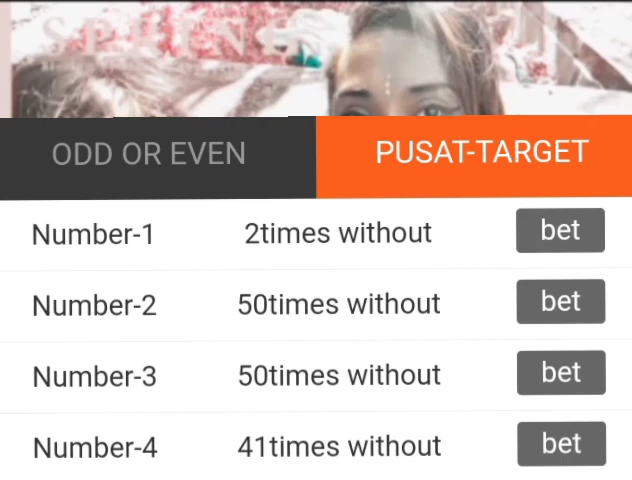 SPHINX
ODD OR EVEN PUSAT-TARGET
Number-1 2times without bet
Number-2 50times without bet
Number-3 50times without bet
Number-4 41times without bet